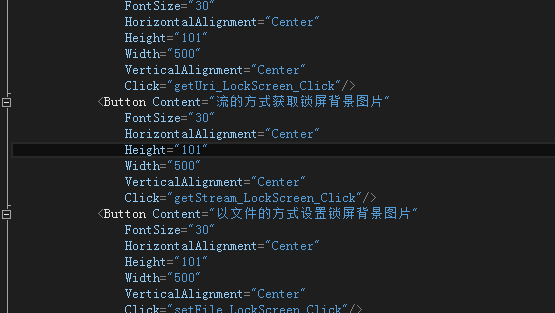 FontSize="30"
HorizontalAlignment="Center"
Height="101"
Width="500"
VerticalAlignment="Center"
Click="getUri_LockScreen_Click"/>
<Button Content="流的方式获取锁屏背景图片"
FontSize="30"
HorizontalAlignment="Center"
Height="101"
Width="500"
VerticalAlignment="Center"
Click="getStream_LockScreen_Click"/>
<Button Content="以文件的方式设置锁屏背景图片"
FontSize="30"
HorizontalAlignment="Center"
Height="101"
Width="500"
VerticalAlignment="Center"
Click="setFile_LockScreen_Click"/>